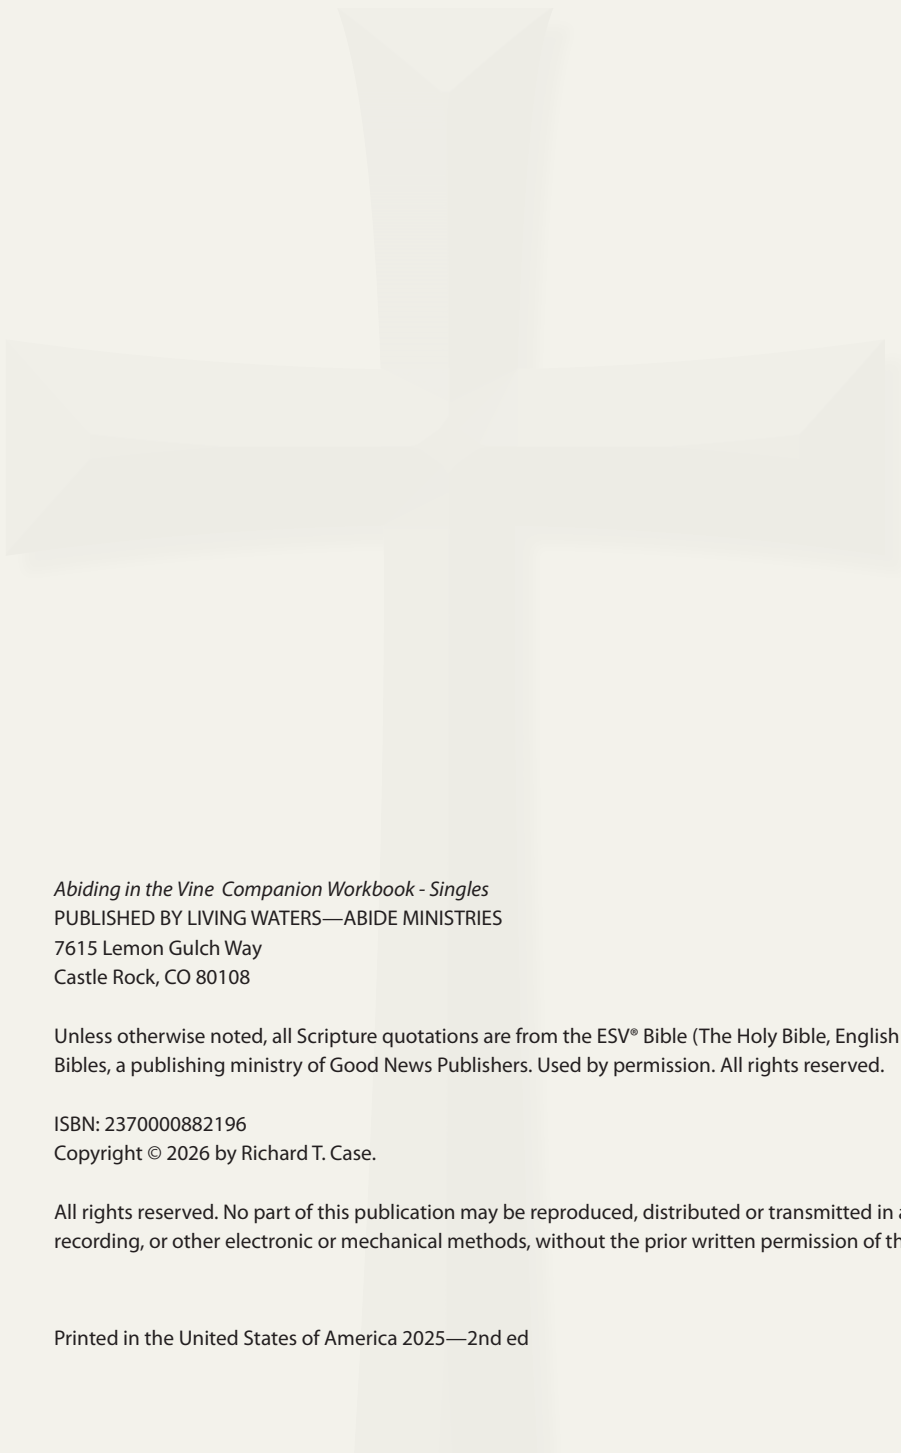 Abiding in the Vine Companion Workbook - Singles
PUBLISHED BY LIVING WATERS—ABIDE MINISTRIES
7615 Lemon Gulch Way
Castle Rock, CO 80108
Unless otherwise noted, all Scripture quotations are from the ESV® Bible (The Holy Bible, English
Bibles, a publishing ministry of Good News Publishers. Used by permission. All rights reserved.
ISBN: 2370000882196
Copyright © 2026 by Richard T. Case.
All rights reserved. No part of this publication may be reproduced, distributed or transmitted in
recording, or other electronic or mechanical methods, without the prior written permission of
Printed in the United States of America 2025—2nd ed